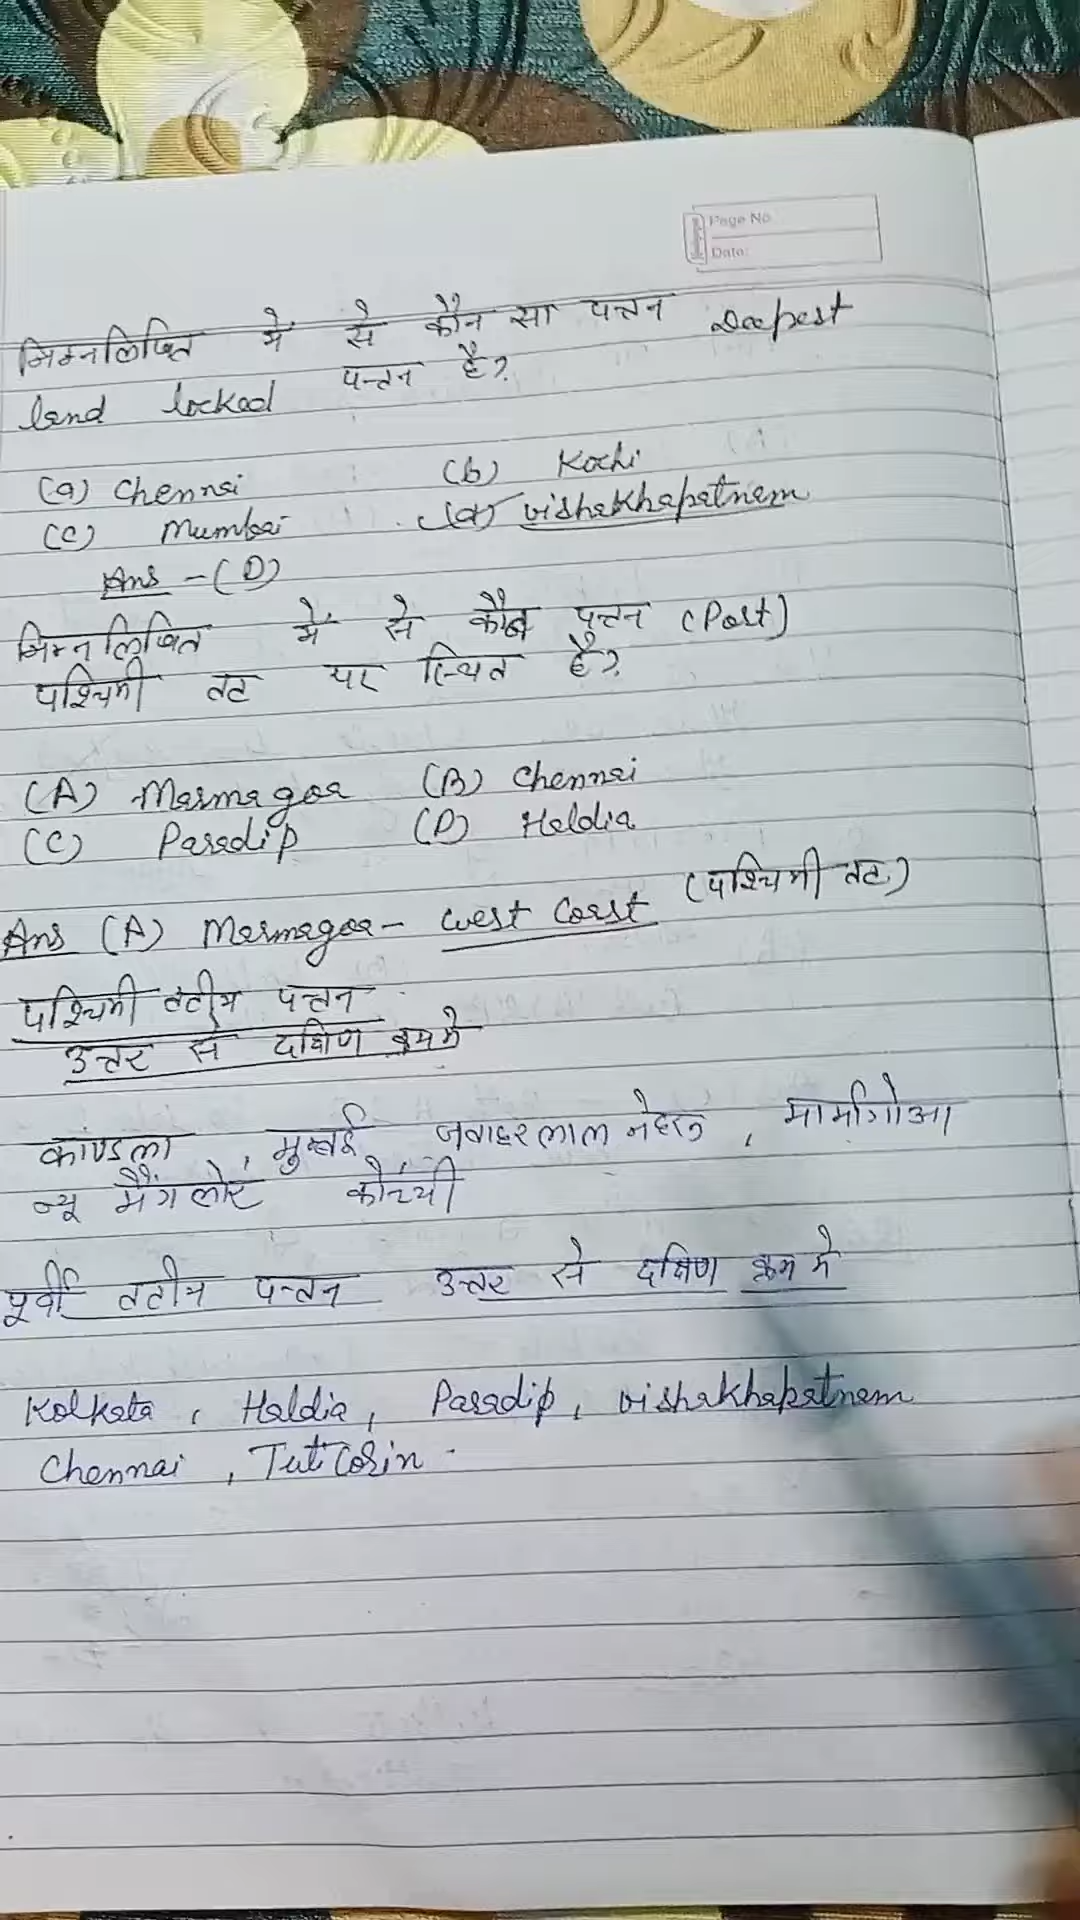 Page No.
Date:
निम्नलिखित में से कौन सा पत्तन Deepest
land locked पत्तन है?
(a) Chennai (b) Kochi
(c) Mumbai (d) vishakhapatnam
Ans - (D)
निम्नलिखित में से कौन पत्तन (Port)
पश्चिमी तट पर स्थित है?
(A) Marmagoa (B) Chennai
(C) Paradip (D) Haldia
Ans (A) Marmagoa - west Coast (पश्चिमी तट)
पश्चिमी तटीय पत्तन
उत्तर से दक्षिण क्रम मे
काण्डला , मुम्बई जवाहरलाल नेहरू , मार्मागोआ
न्यू मैंगलोर , कोच्ची
पूर्वी तटीय पत्तन उत्तर से दक्षिण क्रम मे
Kolkata , Haldia, Paradip, vishakhapatnam
Chennai , Tuticorin .